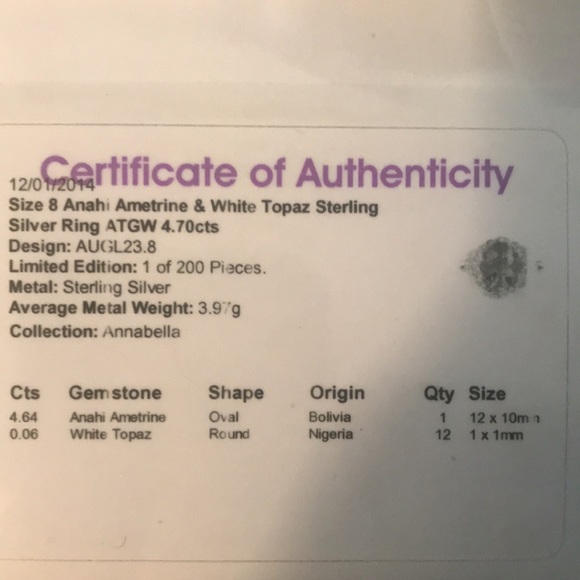 Certificate of Authenticity
12/01/2014
Size 8 Anahi Ametrine & White Topaz Sterling
Silver Ring ATGW 4.70cts
Design: AUGL23.8
Limited Edition: 1 of 200 Pieces.
Metal: Sterling Silver
Average Metal Weight: 3.97g
Collection: Annabella
Cts Gemstone Shape Origin Qty Size
4.64 Anahi Ametrine Oval Bolivia 1 12 x 10mm
0.06 White Topaz Round Nigeria 12 1 x 1mm